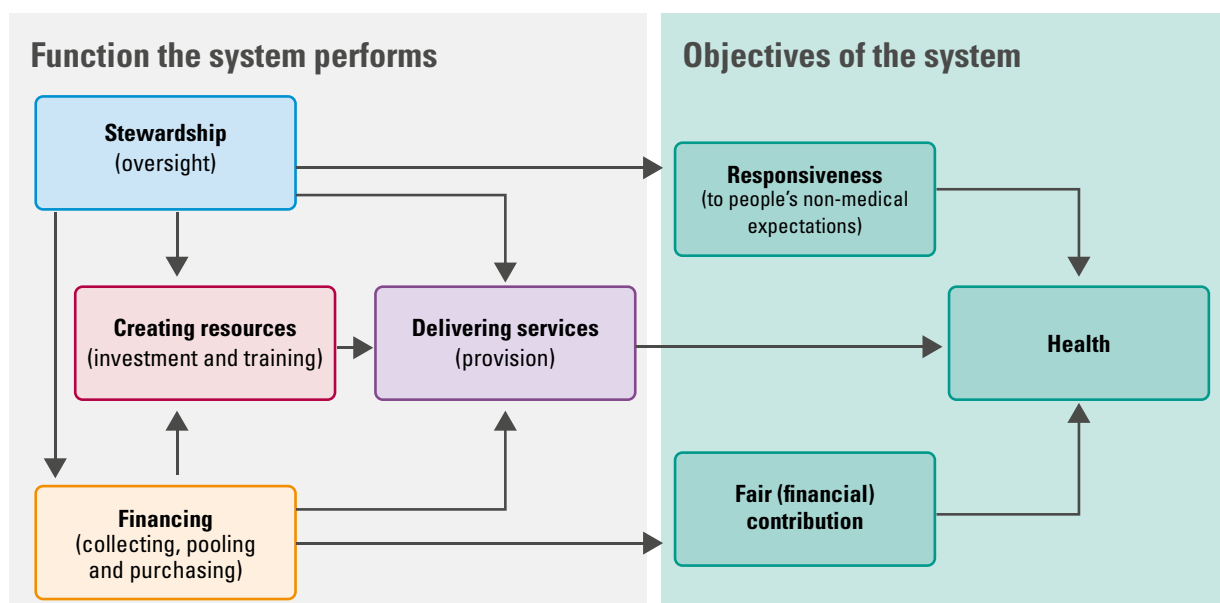 Function the system performs
Objectives of the system
Stewardship
(oversight)
Responsiveness
(to people's non-medical
expectations)
Creating resources
(investment and training)
Delivering services
(provision)
Health
Financing
(collecting, pooling
and purchasing)
Fair (financial)
contribution